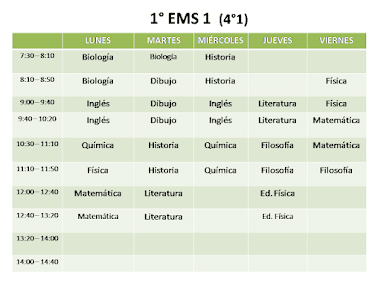 1° EMS 1 (4°1)
LUNES MARTES MIÉRCOLES JUEVES VIERNES
7:30 – 8:10 Biología Biología Historia
8:10 – 8:50 Biología Dibujo Historia Física
9:00 – 9:40 Inglés Dibujo Inglés Literatura Física
9:40 – 10:20 Inglés Dibujo Inglés Literatura Matemática
10:30 – 11:10 Química Historia Química Filosofía Matemática
11:10 – 11:50 Física Historia Química Filosofía Filosofía
12:00 – 12:40 Matemática Literatura Ed. Física
12:40 – 13:20 Matemática Literatura Ed. Física
13:20 – 14:00
14:00 – 14:40